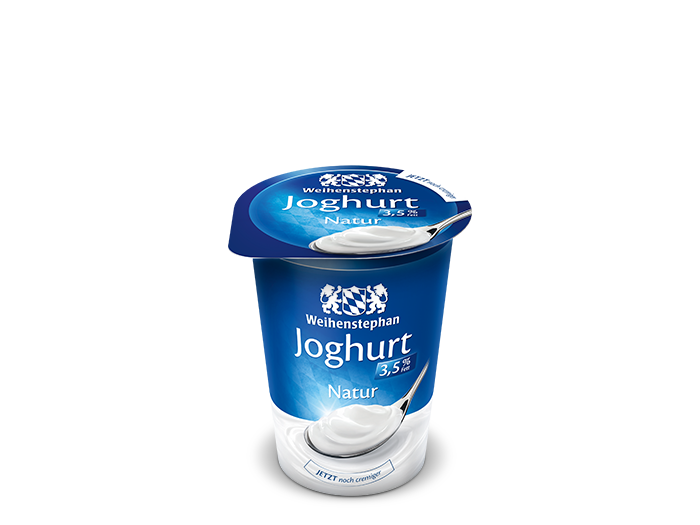 JETZT noch cremiger
Weihenstephan
Joghurt
3,5 % Fett
Natur
Weihenstephan
Joghurt
3,5 % Fett
Natur
JETZT noch cremiger